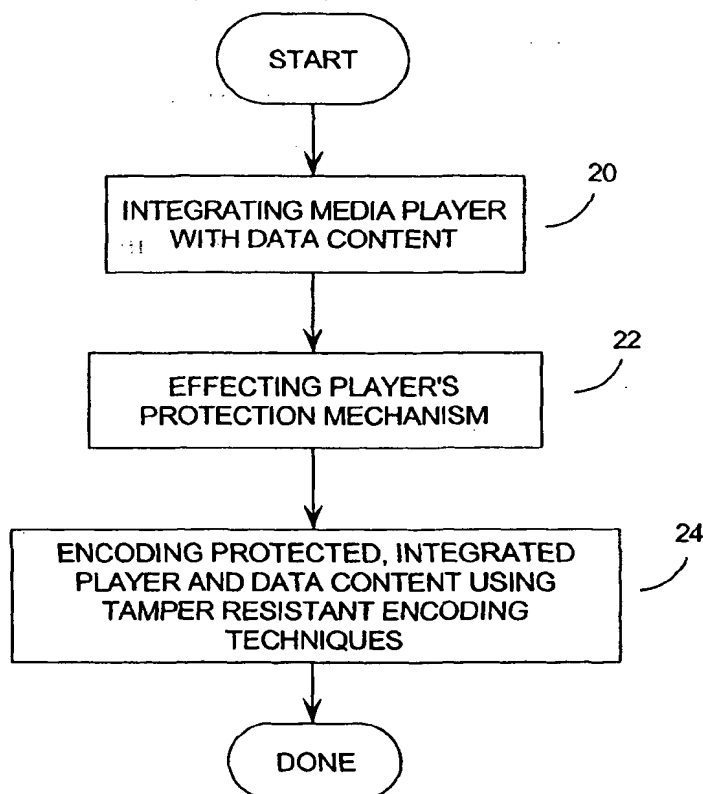 START
INTEGRATING MEDIA PLAYER
WITH DATA CONTENT
20
EFFECTING PLAYER'S
PROTECTION MECHANISM
22
ENCODING PROTECTED, INTEGRATED
PLAYER AND DATA CONTENT USING
TAMPER RESISTANT ENCODING
TECHNIQUES
24
DONE